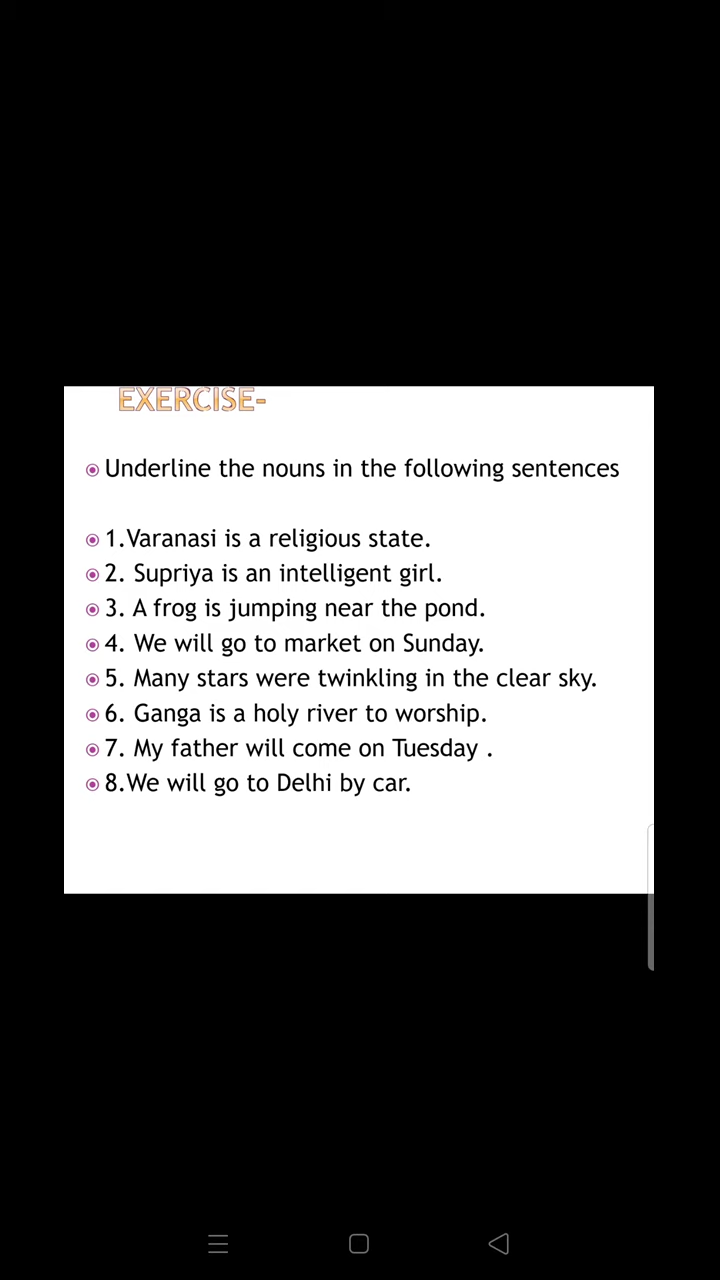 EXERCISE-
Underline the nouns in the following sentences
1.Varanasi is a religious state.
2. Supriya is an intelligent girl.
3. A frog is jumping near the pond.
4. We will go to market on Sunday.
5. Many stars were twinkling in the clear sky.
6. Ganga is a holy river to worship.
7. My father will come on Tuesday .
8.We will go to Delhi by car.